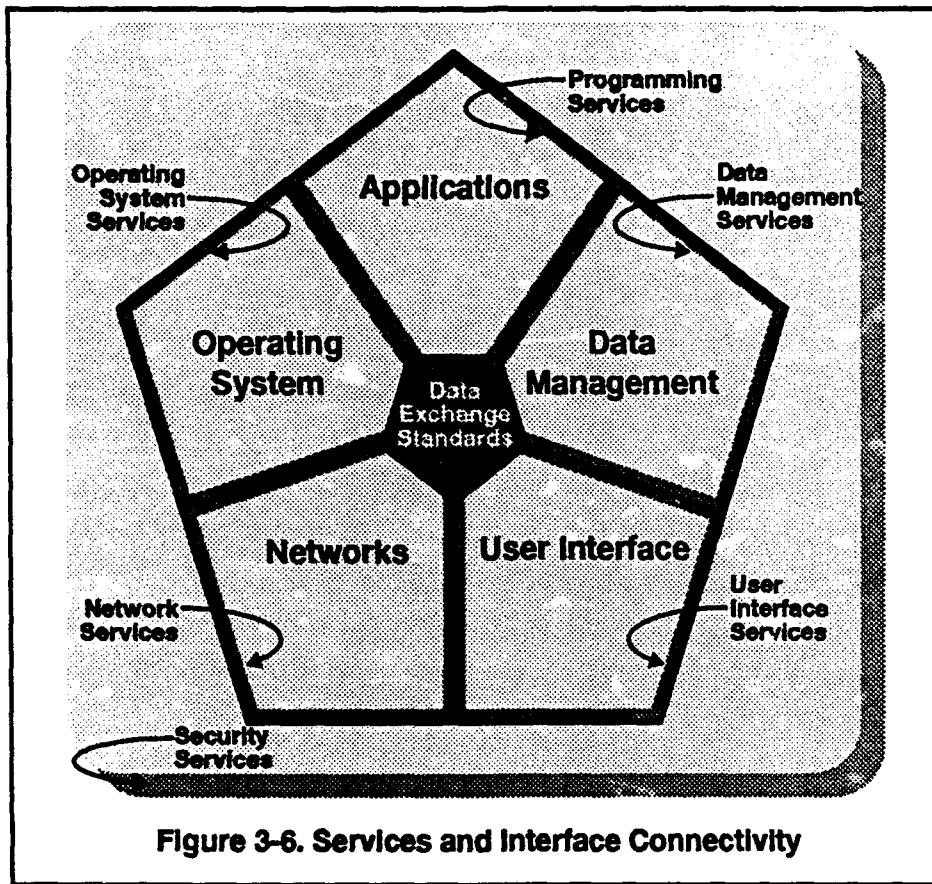 Programming
Services
Applications
Operating
System
Services
Data
Management
Services
Operating
System
Data
Management
Data
Exchange
Standards
Networks
User Interface
Network
Services
User
Interface
Services
Security
Services
Figure 3-6. Services and Interface Connectivity